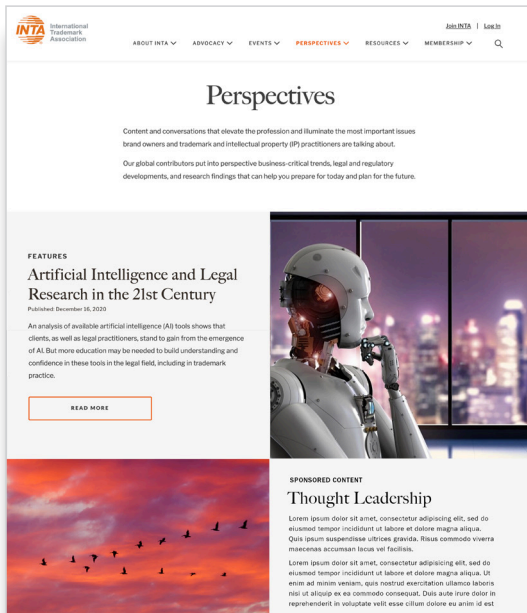 INTA
International
Trademark
Association
Join INTA | Log In
ABOUT INTA ADVOCACY EVENTS PERSPECTIVES RESOURCES MEMBERSHIP
Perspectives
Content and conversations that elevate the profession and illuminate the most important issues
brand owners and trademark and intellectual property (IP) practitioners are talking about.
Our global contributors put into perspective business-critical trends, legal and regulatory
developments, and research findings that can help you prepare for today and plan for the future.
FEATURES
Artificial Intelligence and Legal
Research in the 21st Century
Published: December 16, 2020
An analysis of available artificial intelligence (AI) tools shows that
clients, as well as legal practitioners, stand to gain from the emergence
of AI. But more education may be needed to build understanding and
confidence in these tools in the legal field, including in trademark
practice.
READ MORE
SPONSORED CONTENT
Thought Leadership
Lorem ipsum dolor sit amet, consectetur adipiscing elit, sed do
eiusmod tempor incididunt ut labore et dolore magna aliqua.
Quis ipsum suspendisse ultrices gravida. Risus commodo viverra
maecenas accumsan lacus vel facilisis.
Lorem ipsum dolor sit amet, consectetur adipiscing elit, sed do
eiusmod tempor incididunt ut labore et dolore magna aliqua. Ut
enim ad minim veniam, quis nostrud exercitation ullamco laboris
nisi ut aliquip ex ea commodo consequat. Duis aute irure dolor in
reprehenderit in voluptate velit esse cillum dolore eu anim id est